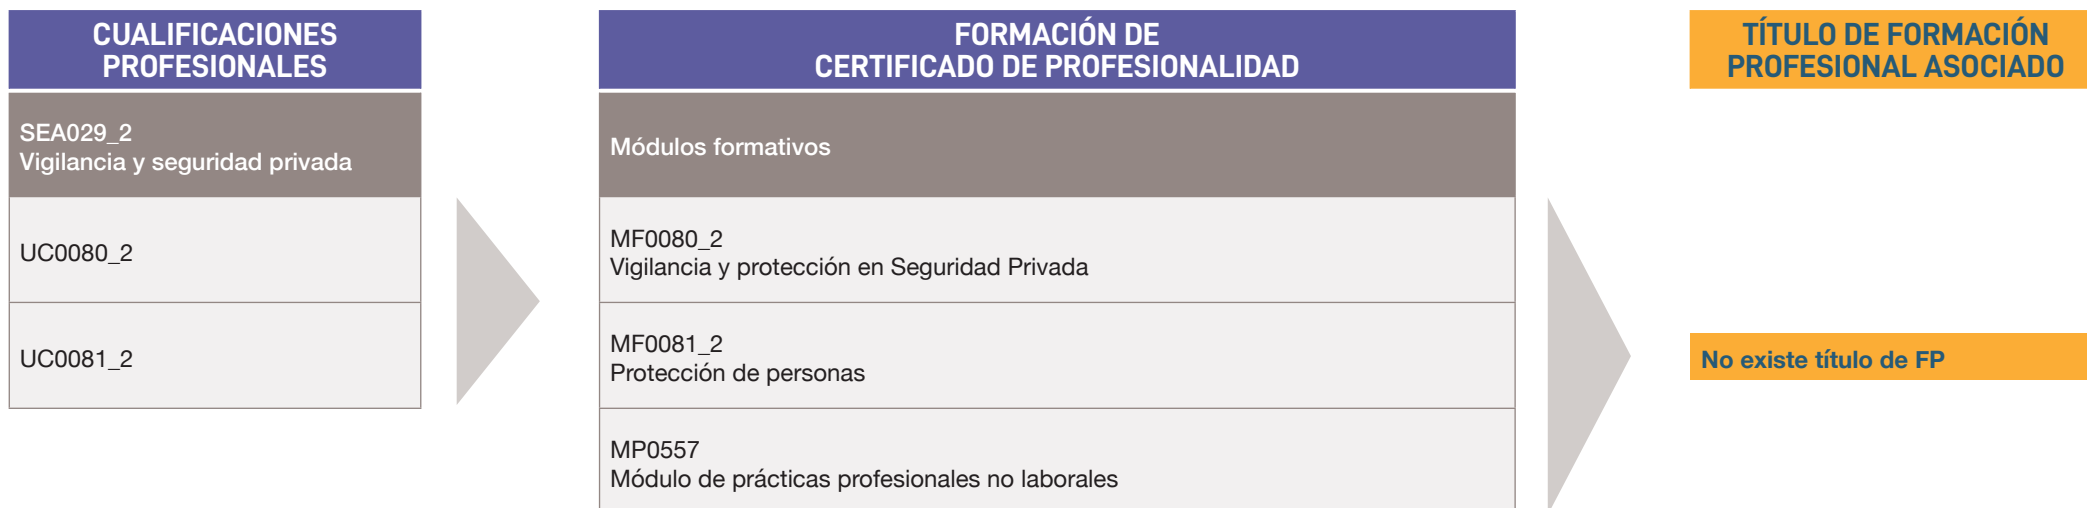 CUALIFICACIONES
PROFESIONALES
SEA029_2
Vigilancia y seguridad privada
UC0080_2
UC0081_2
FORMACIÓN DE
CERTIFICADO DE PROFESIONALIDAD
Módulos formativos
MF0080_2
Vigilancia y protección en Seguridad Privada
MF0081_2
Protección de personas
MP0557
Módulo de prácticas profesionales no laborales
TÍTULO DE FORMACIÓN
PROFESIONAL ASOCIADO
No existe título de FP